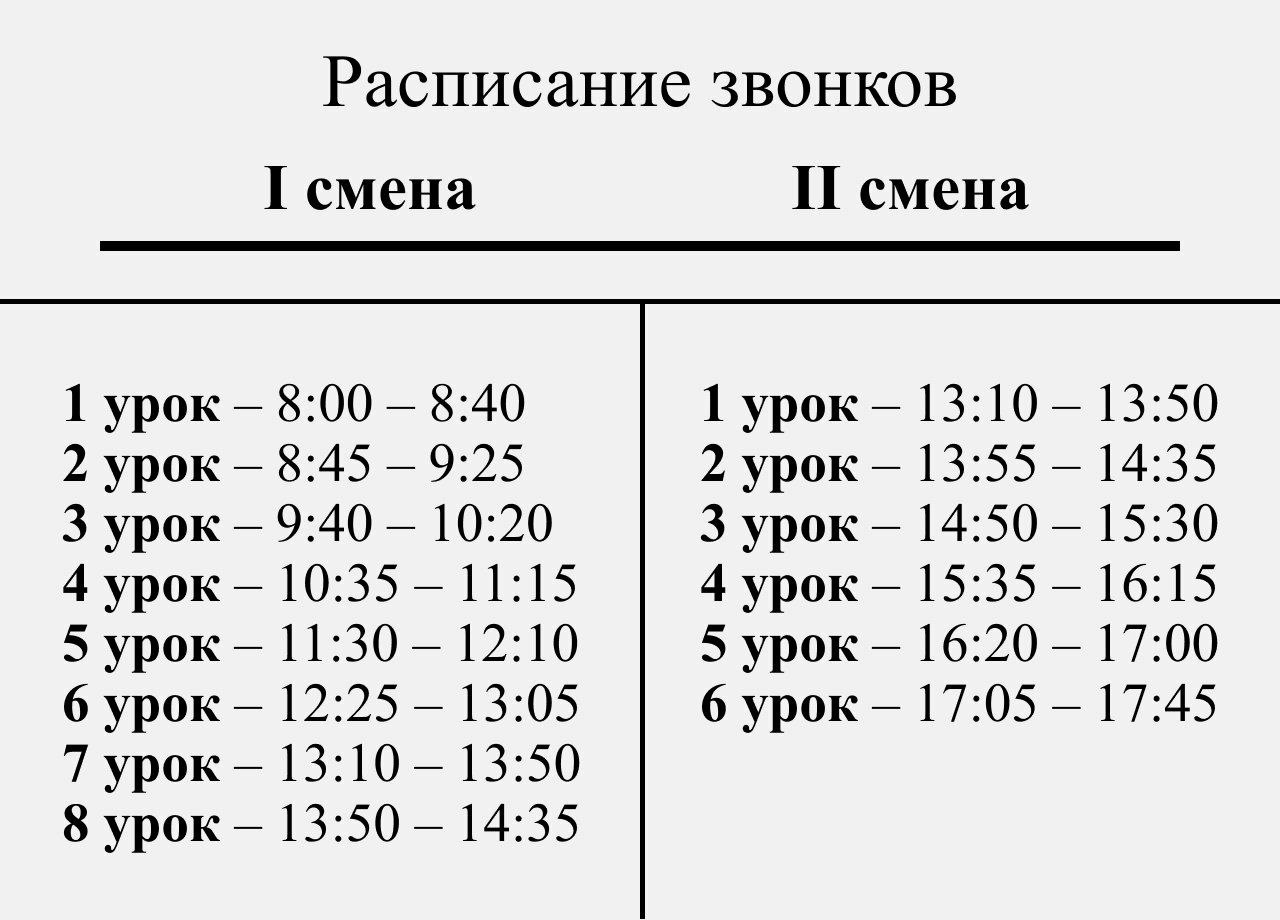 Расписание звонков
I смена
II смена
1 урок – 8:00 – 8:40
2 урок – 8:45 – 9:25
3 урок – 9:40 – 10:20
4 урок – 10:35 – 11:15
5 урок – 11:30 – 12:10
6 урок – 12:25 – 13:05
7 урок – 13:10 – 13:50
8 урок – 13:50 – 14:35
1 урок – 13:10 – 13:50
2 урок – 13:55 – 14:35
3 урок – 14:50 – 15:30
4 урок – 15:35 – 16:15
5 урок – 16:20 – 17:00
6 урок – 17:05 – 17:45